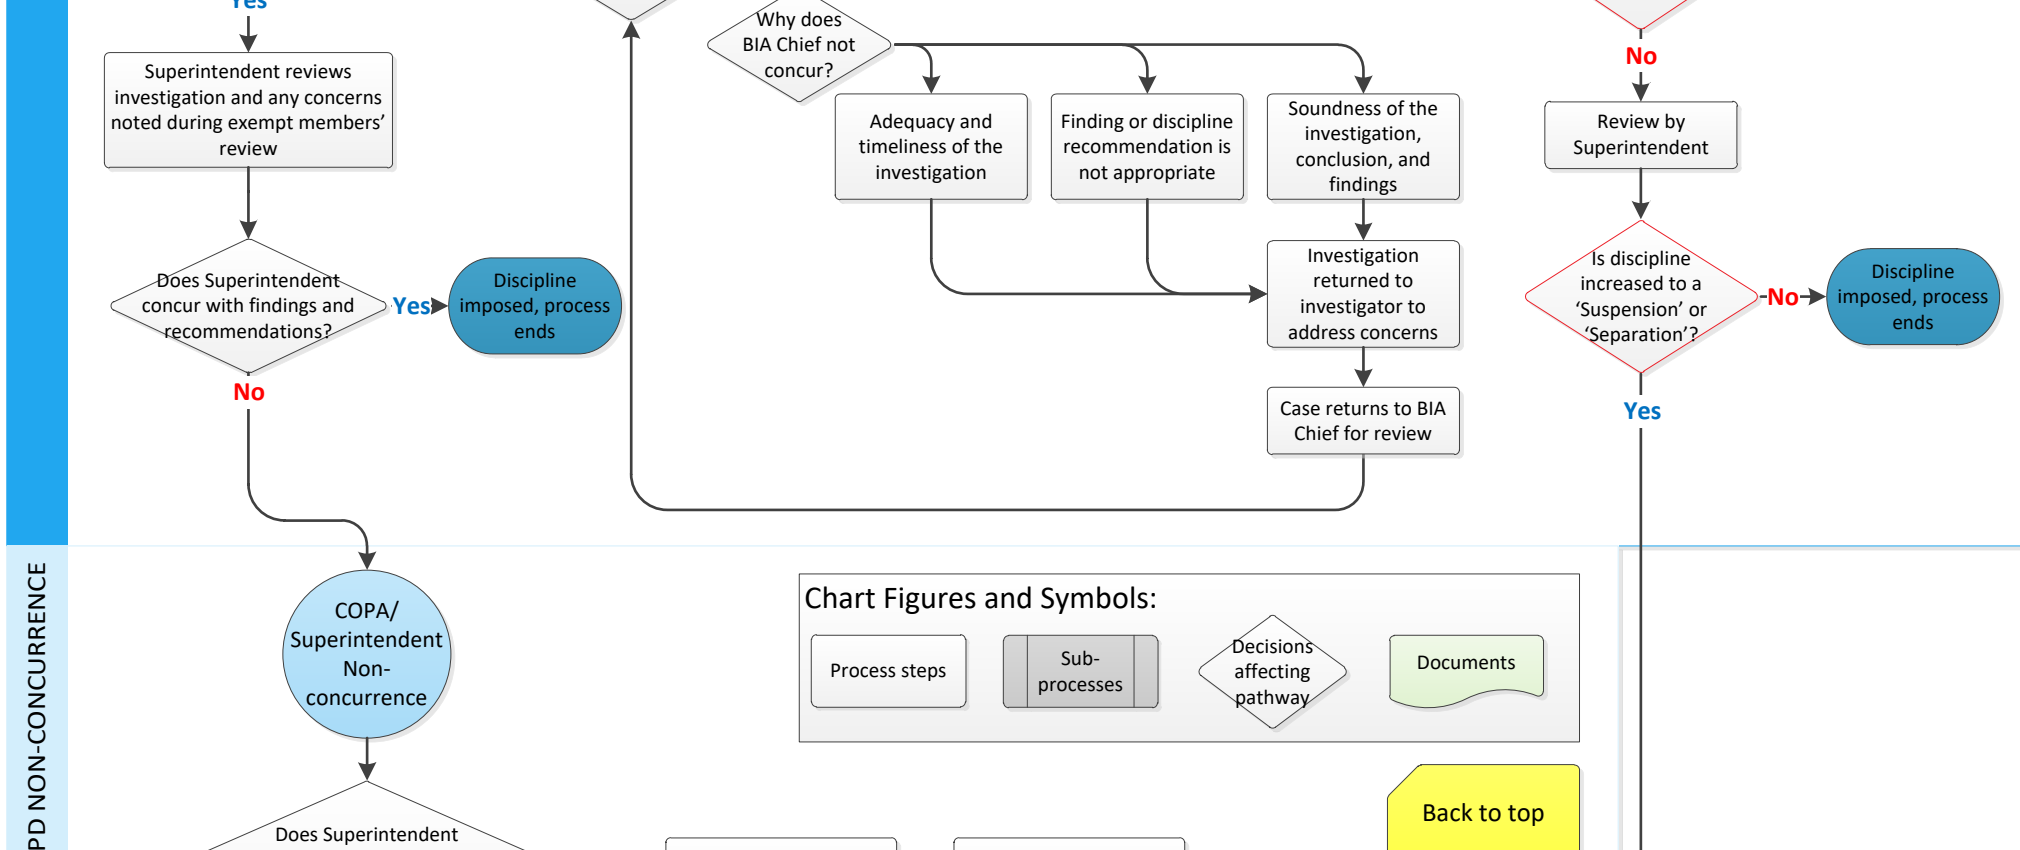 Yes
Superintendent reviews
investigation and any concerns
noted during exempt members’
review
Does Superintendent
concur with findings and
recommendations?
Yes
Discipline
imposed, process
ends
No
Why does
BIA Chief not
concur?
Adequacy and
timeliness of the
investigation
Finding or discipline
recommendation is
not appropriate
Soundness of the
investigation,
conclusion, and
findings
Investigation
returned to
investigator to
address concerns
Case returns to BIA
Chief for review
No
Review by
Superintendent
Is discipline
increased to a
‘Suspension’ or
‘Separation’?
No
Discipline
imposed, process
ends
Yes
PD NON-CONCURRENCE
COPA/
Superintendent
Non-
concurrence
Does Superintendent
Chart Figures and Symbols:
Process steps
Sub-
processes
Decisions
affecting
pathway
Documents
Back to top